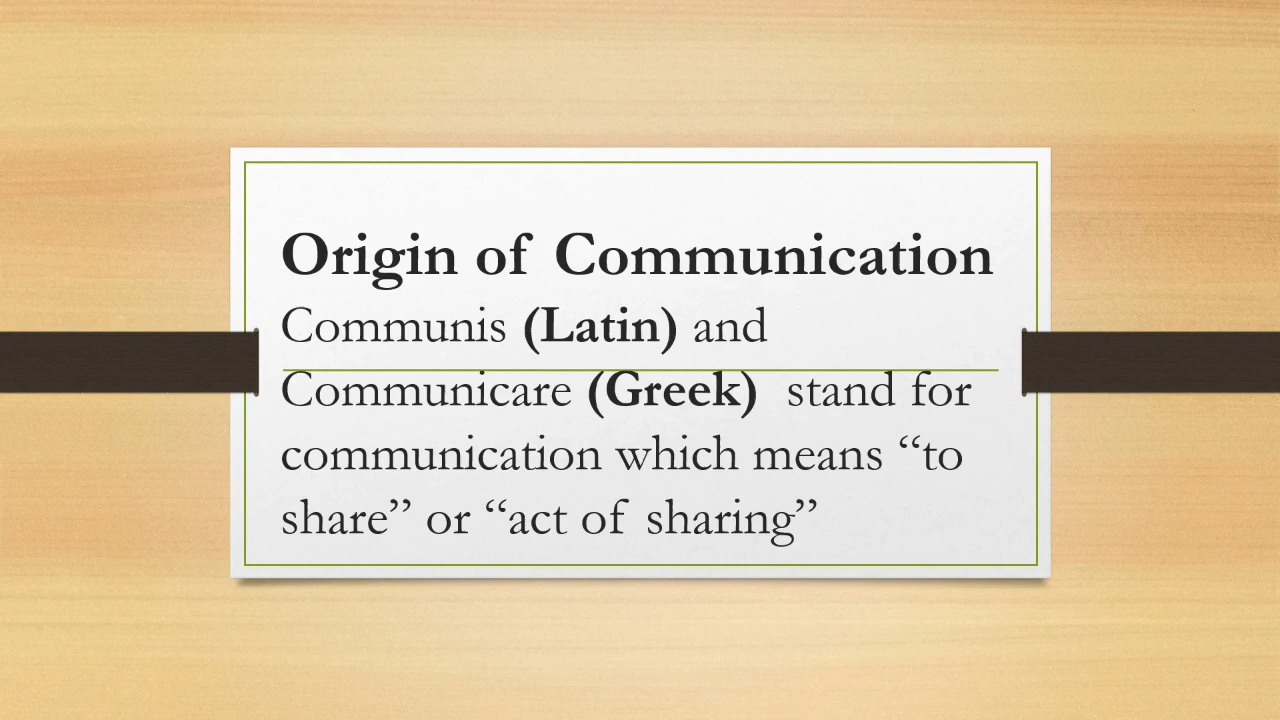 Origin of Communication
Communis (Latin) and
Communicare (Greek) stand for
communication which means “to
share” or “act of sharing”